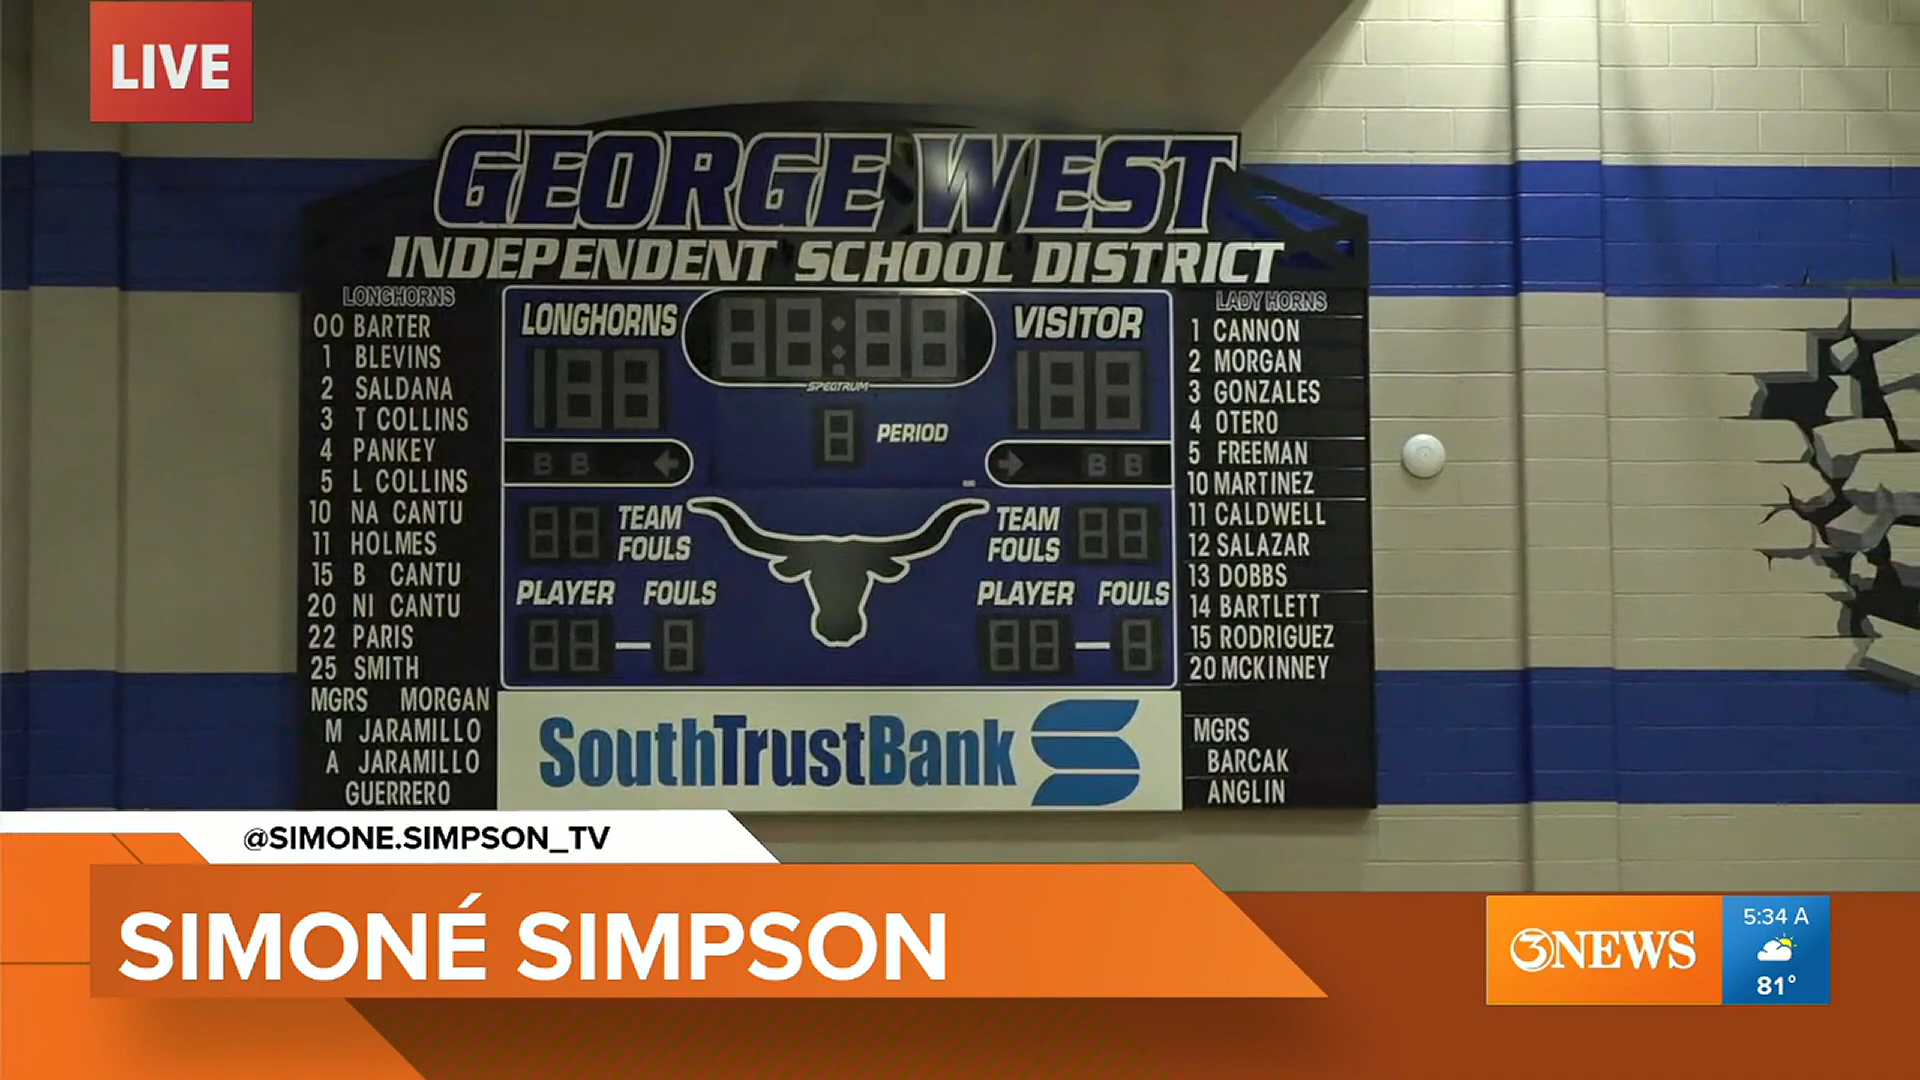 LIVE
GEORGE WEST
INDEPENDENT SCHOOL DISTRICT
LONGHORNS
00 BARTER
1 BLEVINS
2 SALDANA
3 T COLLINS
4 PANKEY
5 L COLLINS
10 NA CANTU
11 HOLMES
15 B CANTU
20 NI CANTU
22 PARIS
25 SMITH
MGRS MORGAN
M JARAMILLO
A JARAMILLO
GUERRERO
LONGHORNS
VISITOR
SPECTRUM
PERIOD
B B
B B
TEAM
FOULS
TEAM
FOULS
PLAYER FOULS
PLAYER FOULS
SouthTrustBank
LADY HORNS
1 CANNON
2 MORGAN
3 GONZALES
4 OTERO
5 FREEMAN
10 MARTINEZ
11 CALDWELL
12 SALAZAR
13 DOBBS
14 BARTLETT
15 RODRIGUEZ
20 MCKINNEY
MGRS
BARCAK
ANGLIN
@SIMONE.SIMPSON_TV
SIMONÉ SIMPSON
3NEWS
5:34 A
81°